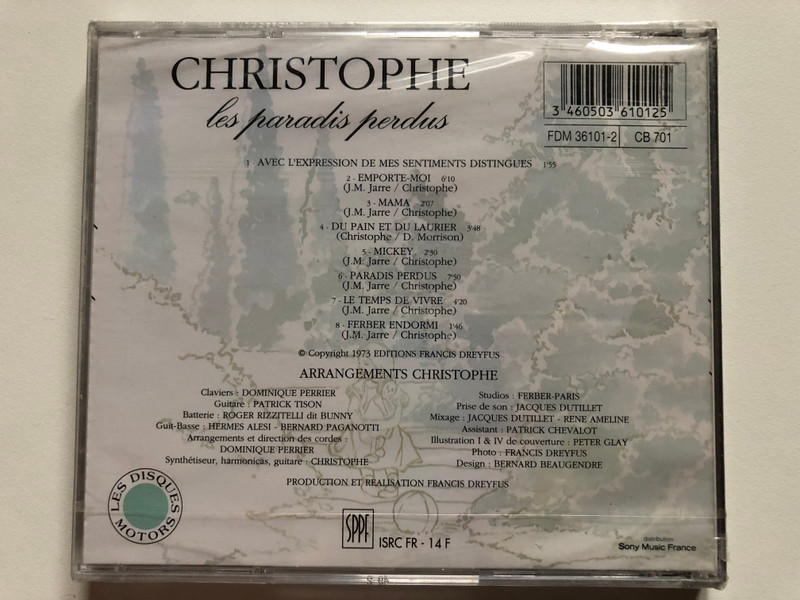 CHRISTOPHE
les paradis perdus
3 460503 610125
FDM 36101-2 CB 701
1 - AVEC L'EXPRESSION DE MES SENTIMENTS DISTINGUES 1'55
2 - EMPORTE-MOI 6'10
(J.M. Jarre / Christophe)
3 - MAMA 2'07
(J.M. Jarre / Christophe)
4 - DU PAIN ET DU LAURIER 3'48
(Christophe / D. Morrison)
5 - MICKEY 2'30
(J.M. Jarre / Christophe)
6 - PARADIS PERDUS 7'50
(J.M. Jarre / Christophe)
7 - LE TEMPS DE VIVRE 4'20
(J.M. Jarre / Christophe)
8 - FERBER ENDORMI 1'46
(J.M. Jarre / Christophe)
© Copyright 1973 EDITIONS FRANCIS DREYFUS
ARRANGEMENTS CHRISTOPHE
Claviers : DOMINIQUE PERRIER
Guitare : PATRICK TISON
Batterie : ROGER RIZZITELLI dit BUNNY
Guit-Basse : HERMES ALESI - BERNARD PAGANOTTI
Arrangements et direction des cordes :
DOMINIQUE PERRIER
Synthétiseur, harmonicas, guitare : CHRISTOPHE
Studios : FERBER-PARIS
Prise de son : JACQUES DUTILLET
Mixage : JACQUES DUTILLET - RENE AMELINE
Assistant : PATRICK CHEVALOT
Illustration I & IV de couverture : PETER GLAY
Photo : FRANCIS DREYFUS
Design : BERNARD BEAUGENDRE
PRODUCTION ET REALISATION FRANCIS DREYFUS
LES DISQUES MOTORS
SPPF
ISRC FR - 14 F
distribution
Sony Music France